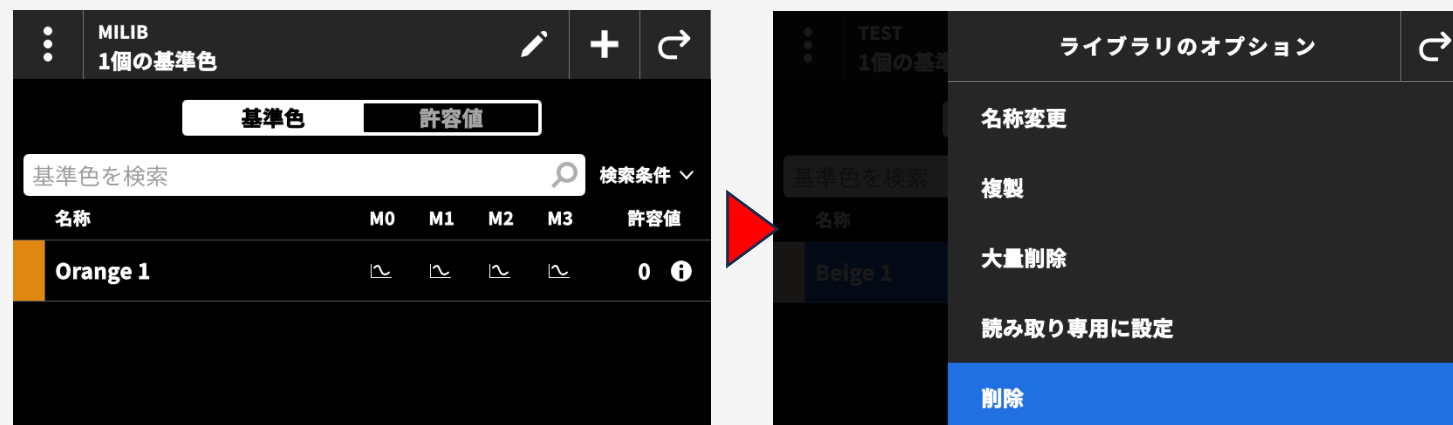 MILIB
1個の基準色
基準色
許容値
基準色を検索
検索条件
名称 M0 M1 M2 M3 許容値
Orange 1 0
TEST
1個の基準
ライブラリのオプション
基準色を検索
名称
Beige 1
名称変更
複製
大量削除
読み取り専用に設定
削除